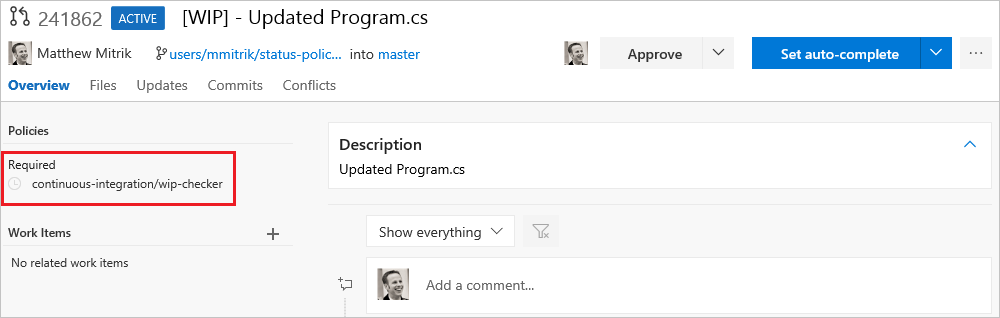 241862 ACTIVE [WIP] - Updated Program.cs
Matthew Mitrik users/mmitrik/status-polic... into master Approve Set auto-complete ...
Overview Files Updates Commits Conflicts
Policies
Required
continuous-integration/wip-checker
Work Items +
No related work items
Description
Updated Program.cs
Show everything
Add a comment...